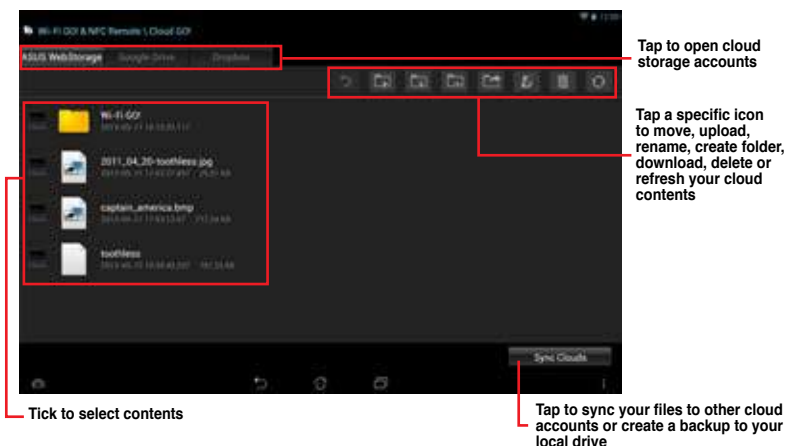 Wi-Fi GO! & NFC Remote \ Cloud GO!
ASUS WebStorage Google Drive Dropbox
Tap to open cloud
storage accounts
Wi-Fi GO!
2011_04_20-toothless.jpg
captain_america.bmp
toothless
Tap a specific icon
to move, upload,
rename, create folder,
download, delete or
refresh your cloud
contents
Sync Clouds
Tick to select contents
Tap to sync your files to other cloud
accounts or create a backup to your
local drive